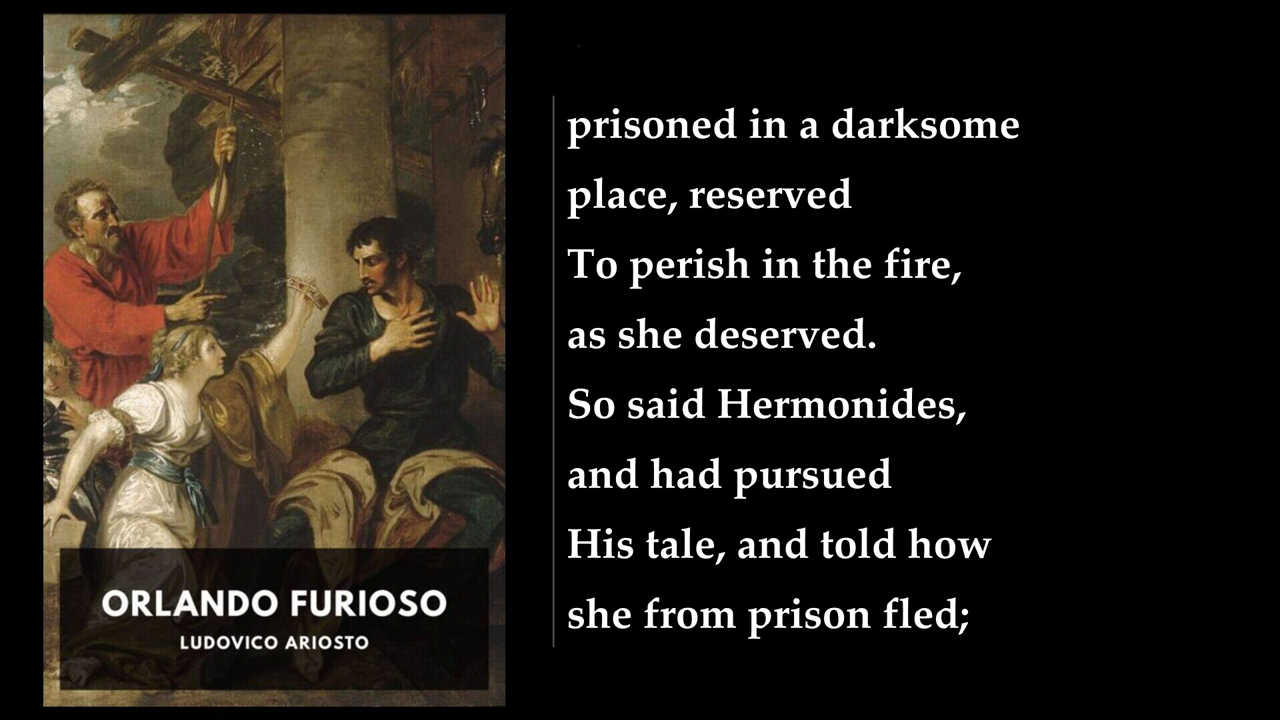 prisoned in a darksome
place, reserved
To perish in the fire,
as she deserved.
So said Hermonides,
and had pursued
His tale, and told how
she from prison fled;
ORLANDO FURIOSO
LUDOVICO ARIOSTO